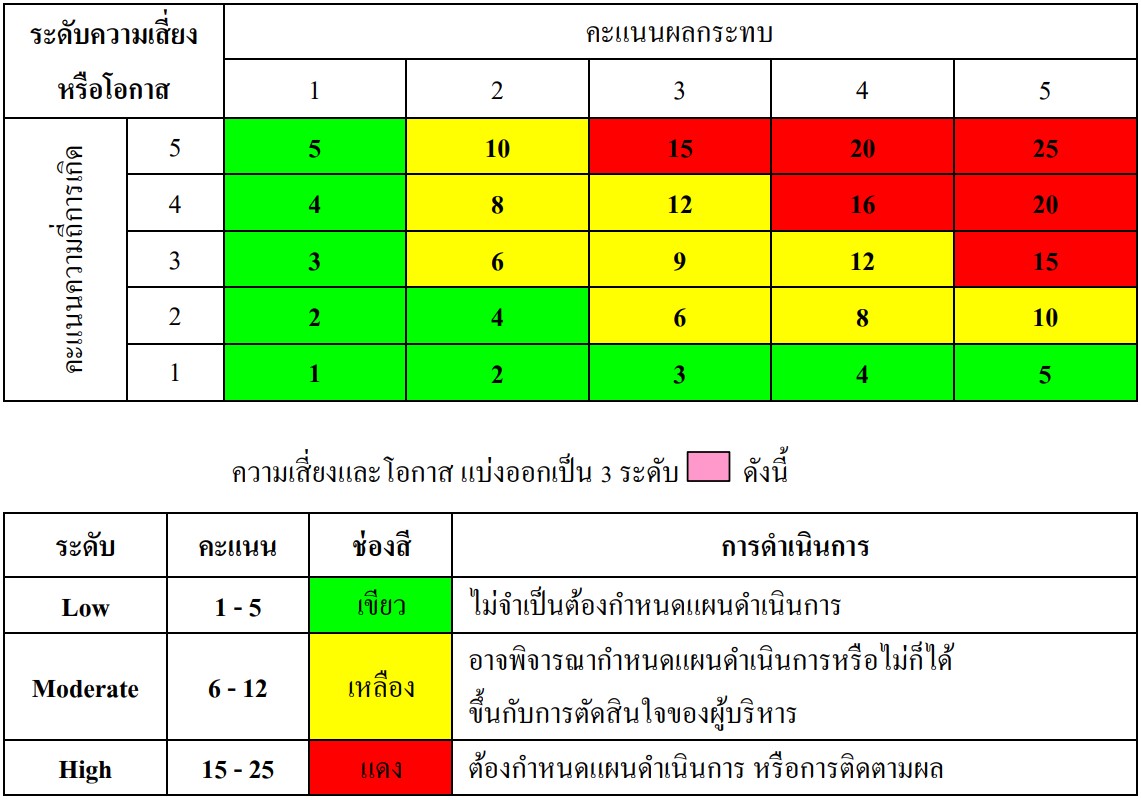 ระดับความเสี่ยง
หรือโอกาส
คะแนนผลกระทบ
1 2 3 4 5
คะแนนความถี่การเกิด
5 5 10 15 20 25
4 4 8 12 16 20
3 3 6 9 12 15
2 2 4 6 8 10
1 1 2 3 4 5
ความเสี่ยงและโอกาส แบ่งออกเป็น 3 ระดับ ดังนี้
ระดับ คะแนน ช่องสี การดำเนินการ
Low 1 - 5 เขียว ไม่จำเป็นต้องกำหนดแผนดำเนินการ
Moderate 6 - 12 เหลือง อาจพิจารณากำหนดแผนดำเนินการหรือไม่ก็ได้
ขึ้นกับการตัดสินใจของผู้บริหาร
High 15 - 25 แดง ต้องกำหนดแผนดำเนินการ หรือการติดตามผล